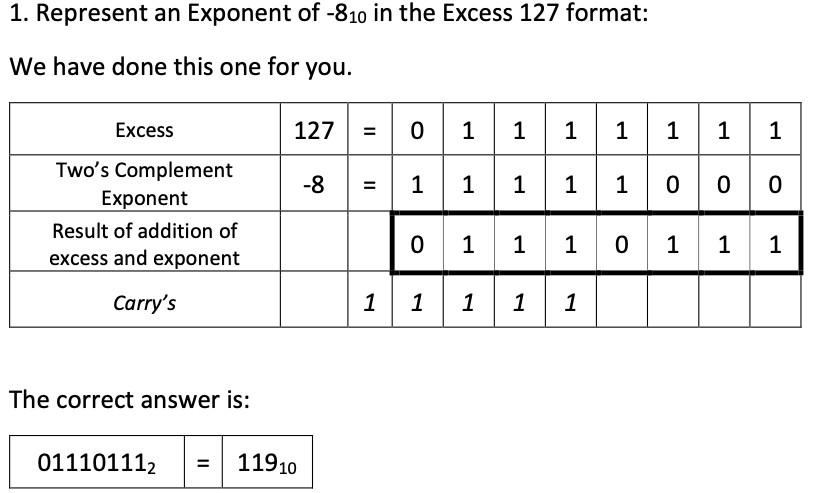 1. Represent an Exponent of -8₁₀ in the Excess 127 format:
We have done this one for you.
Excess 127 = 0 1 1 1 1 1 1 1
Two’s Complement
Exponent -8 = 1 1 1 1 1 0 0 0
Result of addition of
excess and exponent 0 1 1 1 0 1 1 1
Carry’s 1 1 1 1 1
The correct answer is:
01110111₂ = 119₁₀